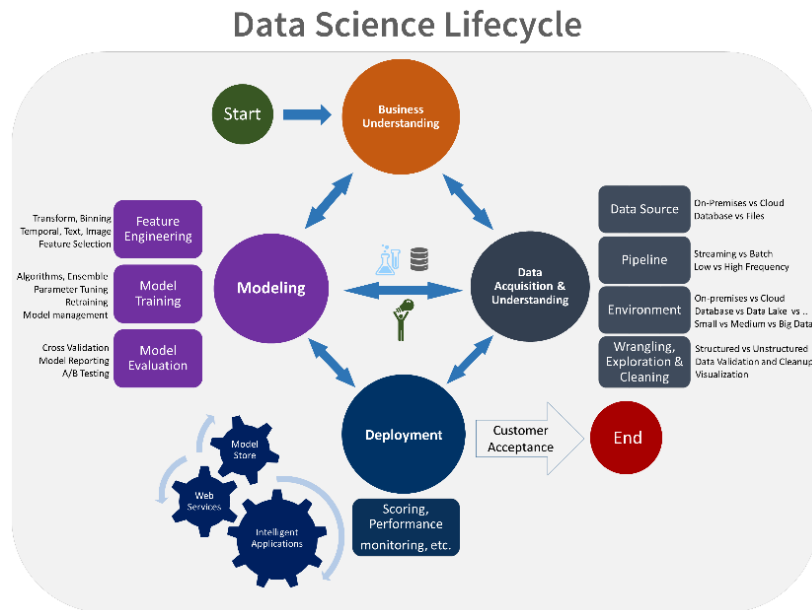 Data Science Lifecycle
Start
Business
Understanding
Transform, Binning
Temporal, Text, Image
Feature Selection
Feature
Engineering
Algorithms, Ensemble
Parameter Tuning
Retraining
Model management
Model
Training
Cross Validation
Model Reporting
A/B Testing
Model
Evaluation
Modeling
Data
Acquisition &
Understanding
Data Source
On-Premises vs Cloud
Database vs Files
Pipeline
Streaming vs Batch
Low vs High Frequency
Environment
On-premises vs Cloud
Database vs Data Lake vs ..
Small vs Medium vs Big Data
Wrangling,
Exploration &
Cleaning
Structured vs Unstructured
Data Validation and Cleanup
Visualization
Deployment
Customer
Acceptance
End
Model
Store
Web
Services
Intelligent
Applications
Scoring,
Performance
monitoring, etc.